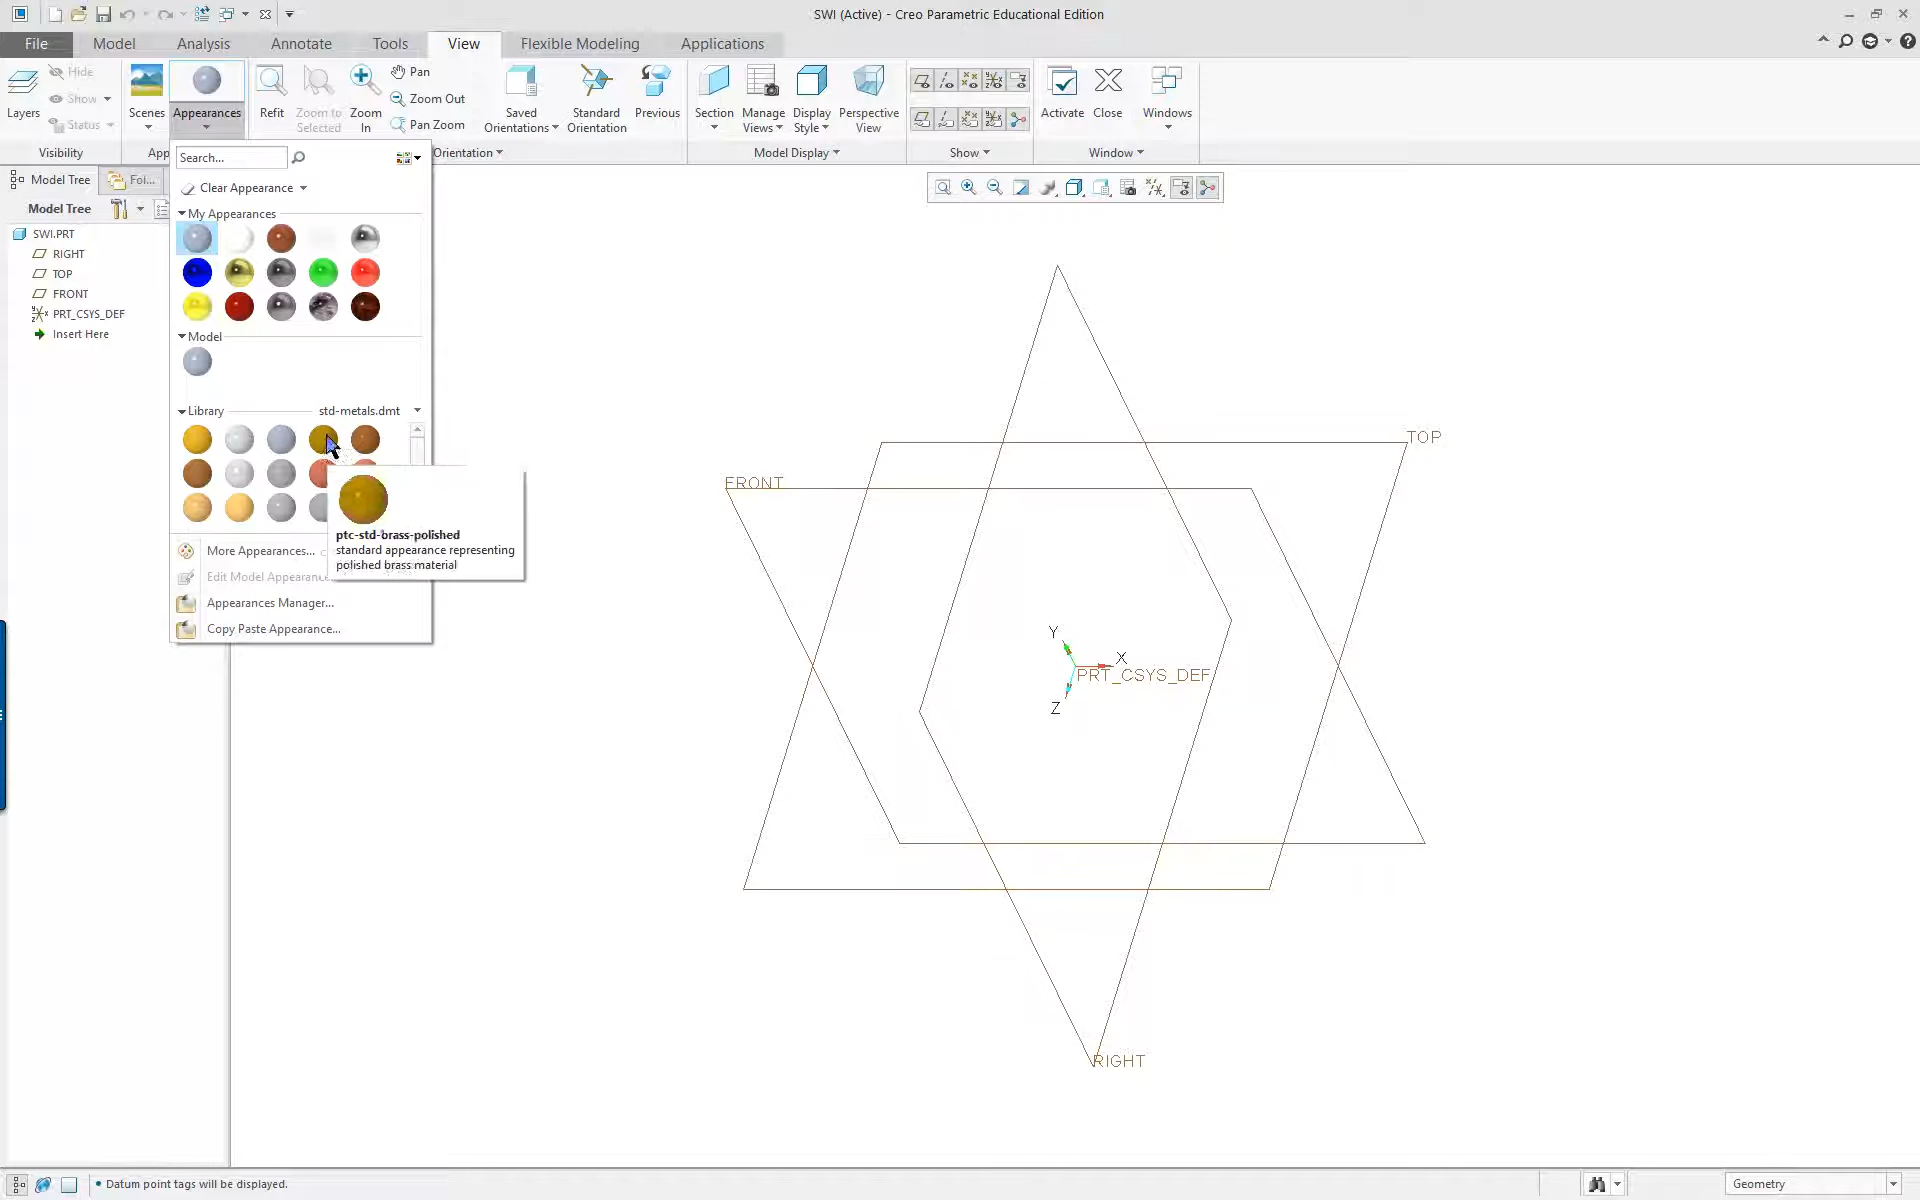 SWI (Active) - Creo Parametric Educational Edition
File Model Analysis Annotate Tools View Flexible Modeling Applications
Layers
Hide
Show
Status
Visibility
Scenes
Appearances
App
Refit
Zoom to
Selected
Zoom
In
Pan
Zoom Out
Pan Zoom
Saved
Orientations
Standard
Orientation
Previous
Orientation
Section
Manage
Views
Display
Style
Perspective
View
Model Display
Show
Activate
Close
Windows
Window
Model Tree
Fol...
Model Tree
SWI.PRT
RIGHT
TOP
FRONT
PRT_CSYS_DEF
Insert Here
Search...
Clear Appearance
My Appearances
Model
Library
std-metals.dmt
ptc-std-brass-polished
standard appearance representing
polished brass material
More Appearances...
Edit Model Appearanc
Appearances Manager...
Copy Paste Appearance...
TOP
FRONT
Y
X
PRT_CSYS_DEF
Z
RIGHT
• Datum point tags will be displayed.
Geometry